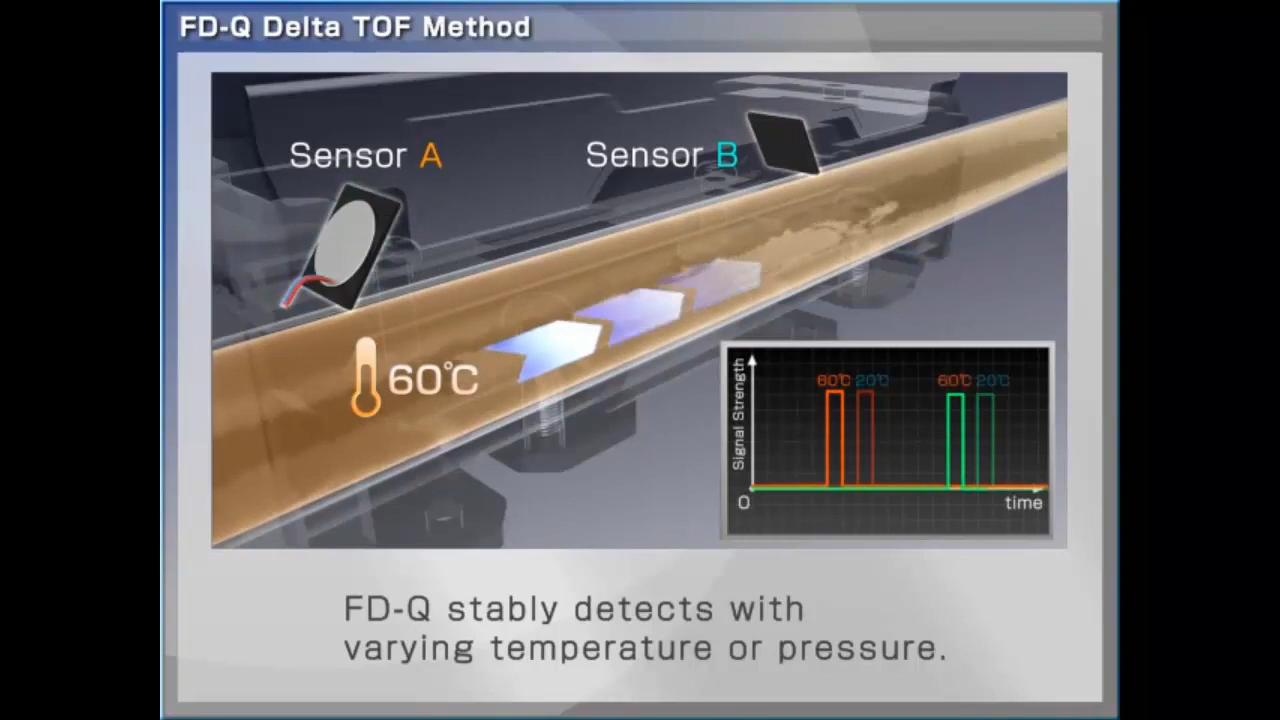 FD-Q Delta TOF Method
Sensor A
Sensor B
60℃
Signal Strength
60℃ 20℃
60℃ 20℃
0
time
FD-Q stably detects with
varying temperature or pressure.